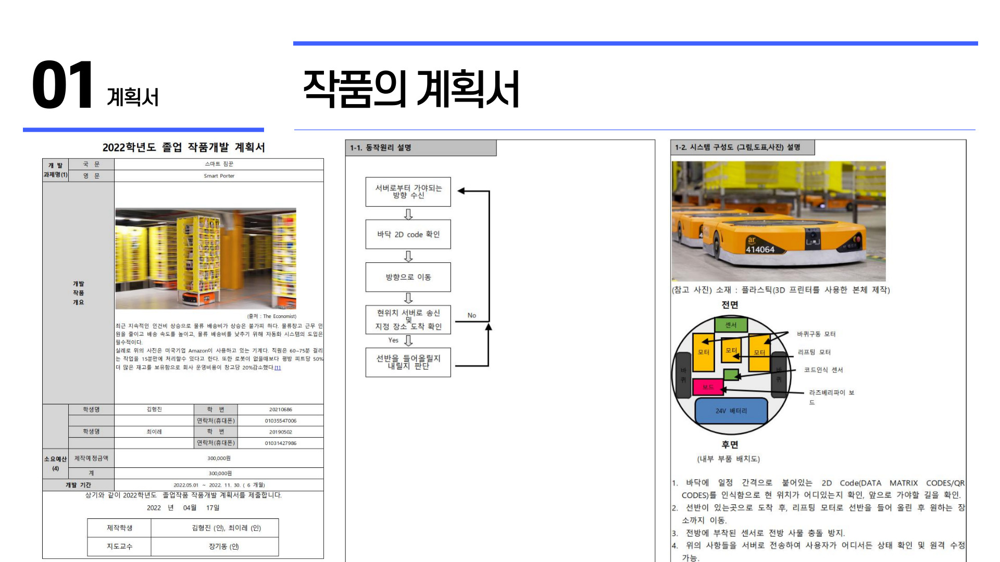 01 계획서
작품의 계획서
2022학년도 졸업 작품개발 계획서
개 발
과제명(1)
국 문
스마트 짐꾼
영 문
Smart Porter
개발
작품
개요
(출처 : The Economist)
최근 지속적인 인건비 상승으로 물류 배송비가 상승은 불가피 하다. 물류창고 근무 인
원을 줄이고 배송 속도를 높이고, 물류 배송비를 낮추기 위해 자동화 시스템의 도입은
필수적이다.
실례로 위의 사진은 미국기업 Amazon이 사용하고 있는 기계다. 직원은 60~75분 걸리
는 작업을 15분만에 처리할수 있다고 한다. 또한 로봇이 없을때보다 평방 피트당 50%
더 많은 재고를 보유함으로 회사 운영비용이 창고당 20%감소했다.[1]
학생명 김형진 학 번 20210686
연락처(휴대폰) 01035547006
학생명 최이레 학 번 20190502
연락처(휴대폰) 01031427986
소요예산
(4)
제작예정금액 300,000원
계 300,000원
개발 기간 2022.05.01 ~ 2022. 11. 30. ( 6 개월)
상기와 같이 2022학년도 졸업작품 작품개발 계획서를 제출합니다.
2022 년 04월 17일
제작학생 김형진 (인), 최이레 (인)
지도교수 장기동 (인)
1-1. 동작원리 설명
서버로부터 가야되는
방향 수신
바닥 2D code 확인
방향으로 이동
현위치 서버로 송신
및
지정 장소 도착 확인
No
Yes
선반을 들어올릴지
내릴지 판단
1-2. 시스템 구성도 (그림,도표,사진) 설명
ar
414064
(참고 사진) 소재 : 플라스틱(3D 프린터를 사용한 본체 제작)
전면
센서
바퀴구동 모터
모터
모터
모터
리프팅 모터
바
퀴
바
퀴
코드인식 센서
보드
라즈베리파이 보
드
24V 배터리
후면
(내부 부품 배치도)
1. 바닥에 일정 간격으로 붙어있는 2D Code(DATA MATRIX CODES/QR
CODES)를 인식함으로 현 위치가 어디있는지 확인, 앞으로 가야할 길을 확인.
2. 선반이 있는곳으로 도착 후, 리프팅 모터로 선반을 들어 올린 후 원하는 장
소까지 이동.
3. 전방에 부착된 센서로 전방 사물 충돌 방지.
4. 위의 사항들을 서버로 전송하여 사용자가 어디서든 상태 확인 및 원격 수정
가능.